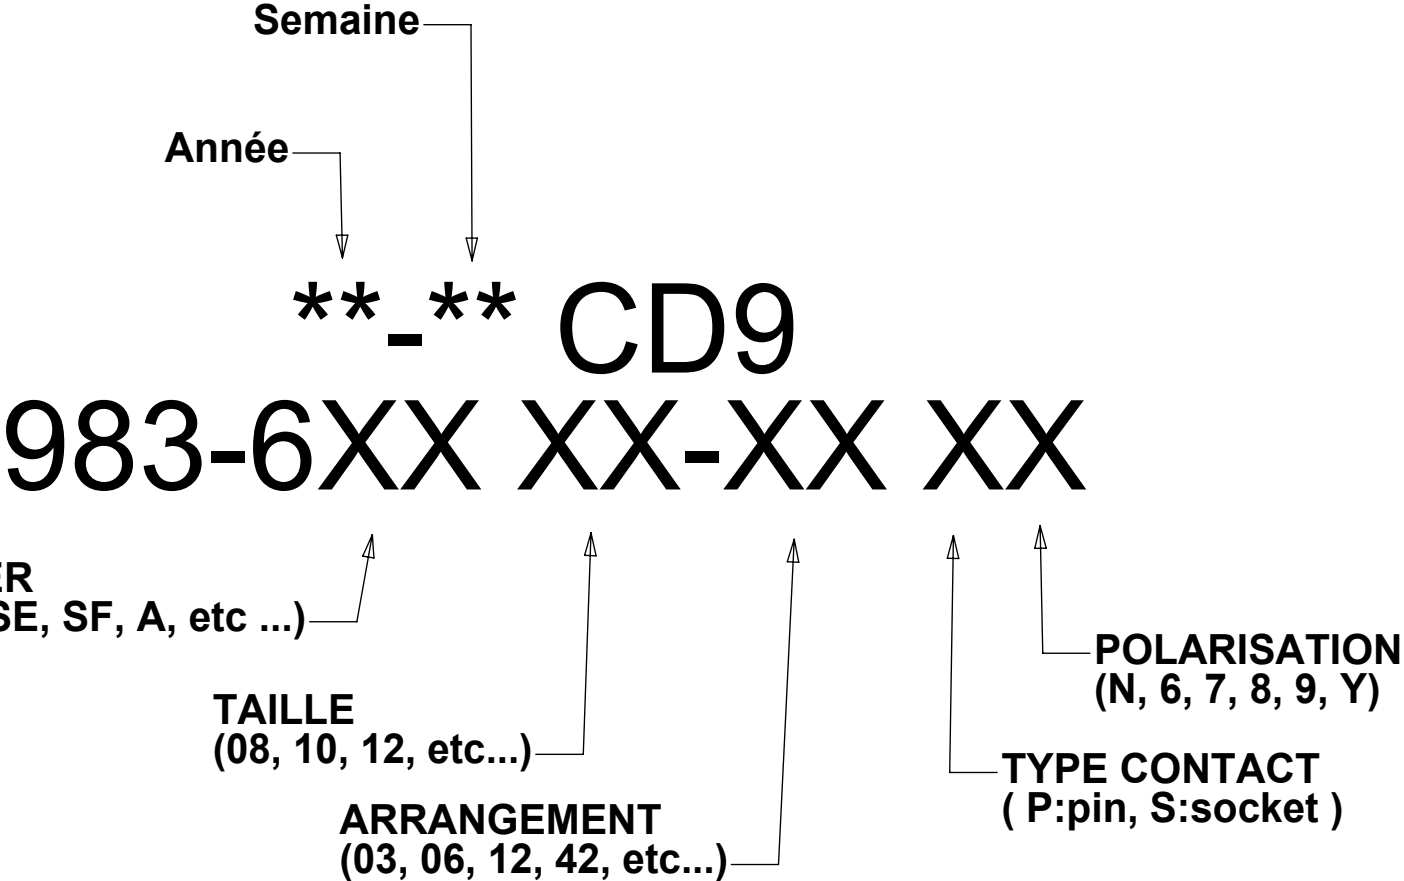 Semaine
Année
**-** CD9
983-6XX XX-XX XX
ER
SE, SF, A, etc ...)
POLARISATION
(N, 6, 7, 8, 9, Y)
TAILLE
(08, 10, 12, etc...)
TYPE CONTACT
( P:pin, S:socket )
ARRANGEMENT
(03, 06, 12, 42, etc...)